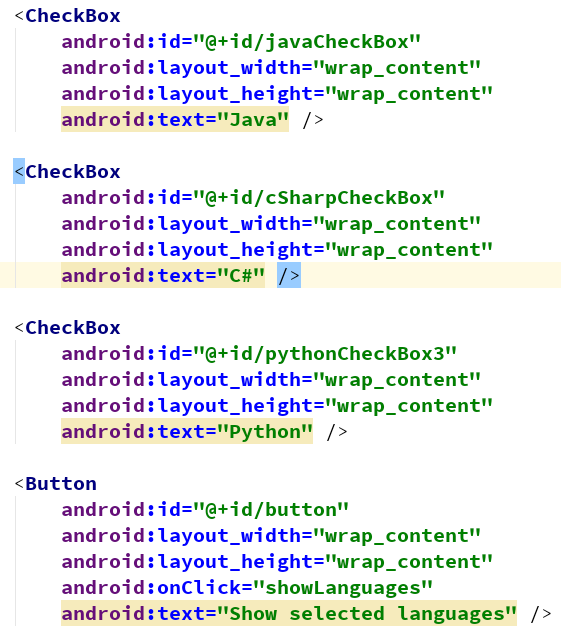 <CheckBox
android:id="@+id/javaCheckBox"
android:layout_width="wrap_content"
android:layout_height="wrap_content"
android:text="Java" />
<CheckBox
android:id="@+id/cSharpCheckBox"
android:layout_width="wrap_content"
android:layout_height="wrap_content"
android:text="C#" />
<CheckBox
android:id="@+id/pythonCheckBox3"
android:layout_width="wrap_content"
android:layout_height="wrap_content"
android:text="Python" />
<Button
android:id="@+id/button"
android:layout_width="wrap_content"
android:layout_height="wrap_content"
android:onClick="showLanguages"
android:text="Show selected languages" />